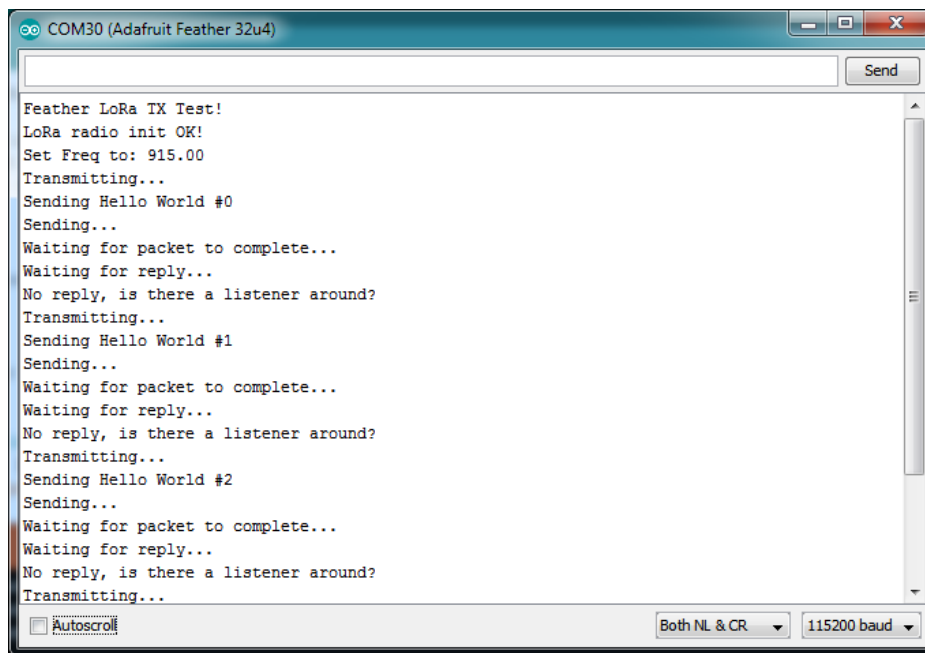 COM30 (Adafruit Feather 32u4)
Send
Feather LoRa TX Test!
LoRa radio init OK!
Set Freq to: 915.00
Transmitting...
Sending Hello World #0
Sending...
Waiting for packet to complete...
Waiting for reply...
No reply, is there a listener around?
Transmitting...
Sending Hello World #1
Sending...
Waiting for packet to complete...
Waiting for reply...
No reply, is there a listener around?
Transmitting...
Sending Hello World #2
Sending...
Waiting for packet to complete...
Waiting for reply...
No reply, is there a listener around?
Transmitting...
Autoscroll Both NL & CR 115200 baud